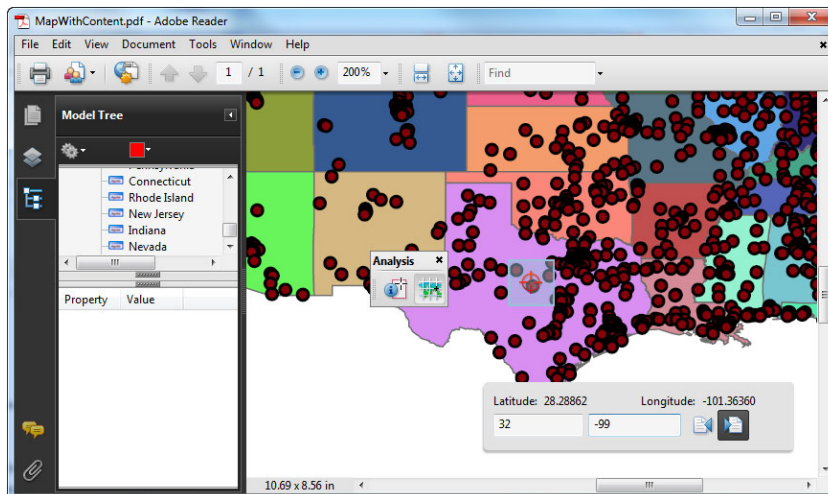 MapWithContent.pdf - Adobe Reader
File Edit View Document Tools Window Help
1 / 1 200% Find
Model Tree
Connecticut
Rhode Island
New Jersey
Indiana
Nevada
Property Value
Analysis
Latitude: 28.28862 Longitude: -101.36360
32 -99
10.69 x 8.56 in